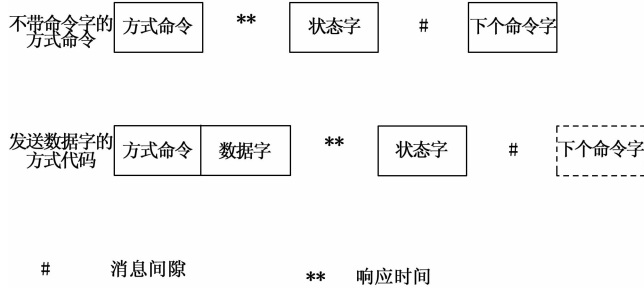 不带命令字的
方式命令
方式命令 ** 状态字 # 下个命令字
发送数据字的
方式代码
方式命令 数据字 ** 状态字 # 下个命令字
# 消息间隙 ** 响应时间